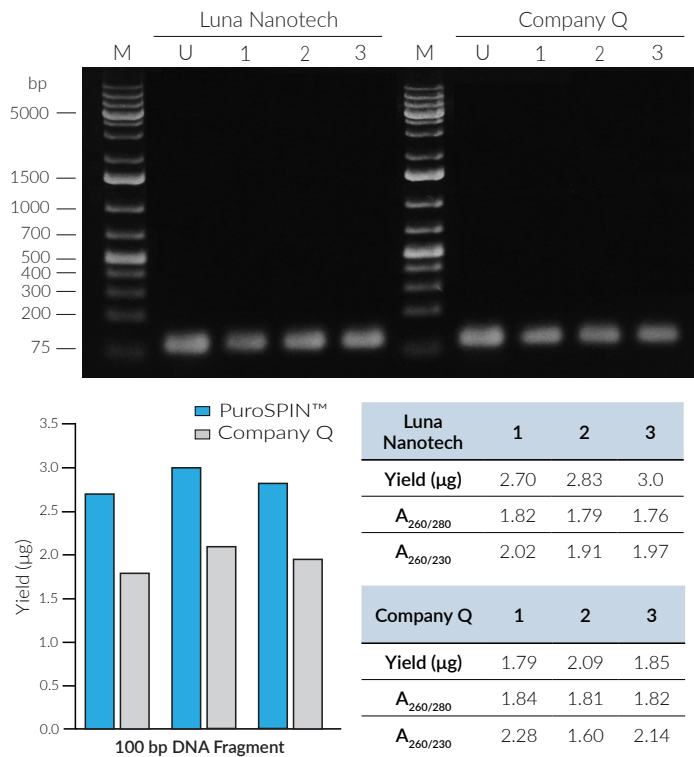 Luna Nanotech Company Q
M U 1 2 3 M U 1 2 3
bp
5000
1500
1000
700
500
400
300
200
75
PuroSPIN™
Company Q
3.5
3.0
2.5
2.0
1.5
1.0
0.5
0.0
Yield (µg)
100 bp DNA Fragment
Luna Nanotech 1 2 3
Yield (µg) 2.70 2.83 3.0
A260/280 1.82 1.79 1.76
A260/230 2.02 1.91 1.97
Company Q 1 2 3
Yield (µg) 1.79 2.09 1.85
A260/280 1.84 1.81 1.82
A260/230 2.28 1.60 2.14